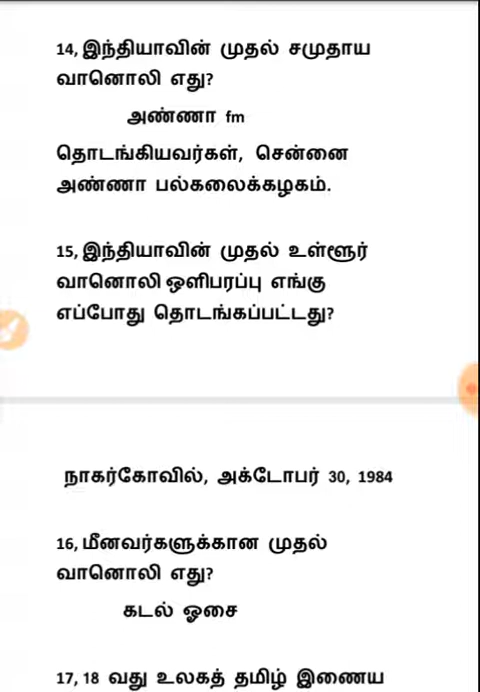 14, இந்தியாவின் முதல் சமுதாய
வானொலி எது?
அண்ணா fm
தொடங்கியவர்கள், சென்னை
அண்ணா பல்கலைக்கழகம்.
15, இந்தியாவின் முதல் உள்ளூர்
வானொலி ஒளிபரப்பு எங்கு
எப்போது தொடங்கப்பட்டது?
நாகர்கோவில், அக்டோபர் 30, 1984
16, மீனவர்களுக்கான முதல்
வானொலி எது?
கடல் ஓசை
17, 18 வது உலகத் தமிழ் இணைய